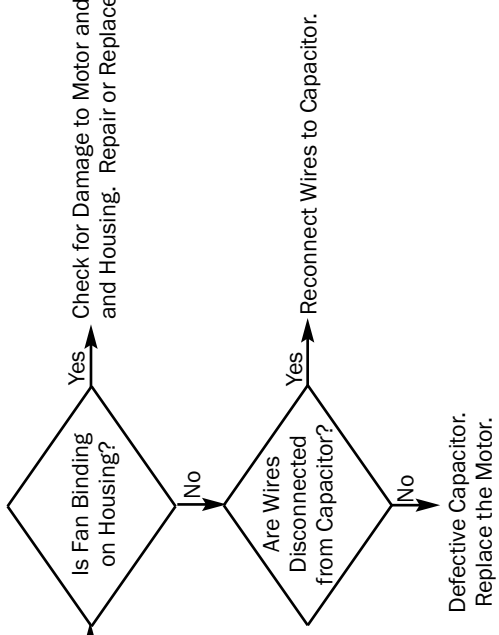 Is Fan Binding
on Housing?
Yes
Check for Damage to Motor and
and Housing. Repair or Replace
No
Are Wires
Disconnected
from Capacitor?
Yes
Reconnect Wires to Capacitor.
No
Defective Capacitor.
Replace the Motor.